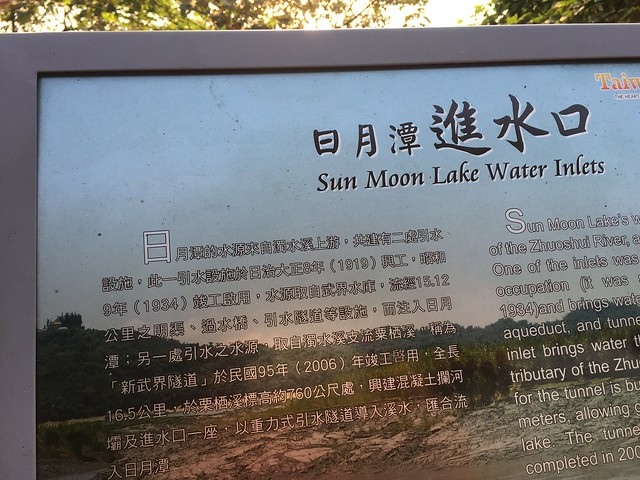 Taiw
THE HEART
日月潭進水口
Sun Moon Lake Water Inlets
日月潭的水源來自濁水溪上游，共建有二處引水
設施，此一引水設施於日治大正8年（1919）興工，昭和
9年（1934）竣工啟用，水源取自武界水庫，流經15.12
公里之明渠、過水橋、引水隧道等設施，而注入日月
潭；另一處引水之水源，取自濁水溪支流栗栖溪，稱為
「新武界隧道」於民國95年（2006）年竣工啓用，全長
16.5公里，於栗栖溪標高約760公尺處，興建混凝土攔河
壩及進水口一座，以重力式引水隧道導入溪水，匯合流
入日月潭
Sun Moon Lake's w
of the Zhuoshui River, a
One of the inlets was
occupation (it was
1934)and brings wate
aqueduct, and tunne
inlet brings water th
tributary of the Zhu
for the tunnel is bu
meters, allowing
lake. The tunne
completed in 200